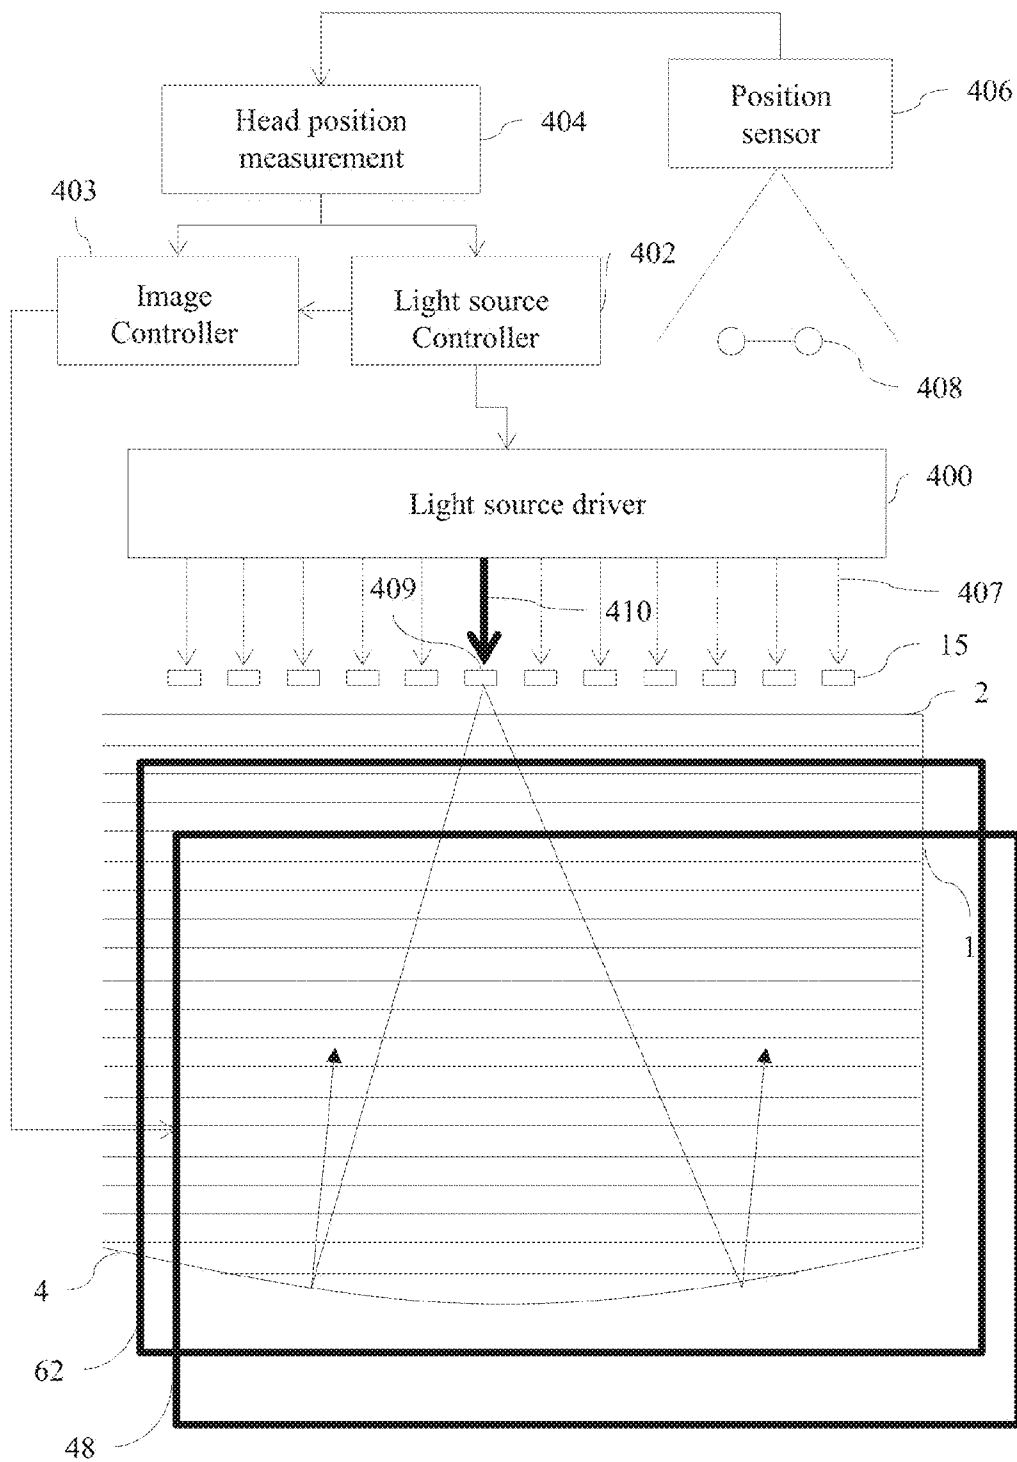 Position
sensor
406
Head position
measurement
404
403
402
Image
Controller
Light source
Controller
408
Light source driver
400
409
410
407
15
2
1
4
62
48